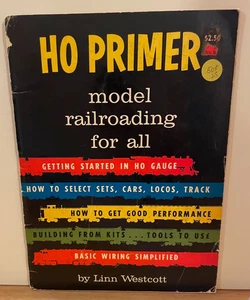 HO PRIMER
$2.50
model
railroading
for all
GETTING STARTED IN HO GAUGE...
HOW TO SELECT SETS, CARS, LOCOS, TRACK
HOW TO GET GOOD PERFORMANCE
BUILDING FROM KITS...TOOLS TO USE
BASIC WIRING SIMPLIFIED
by Linn Westcott